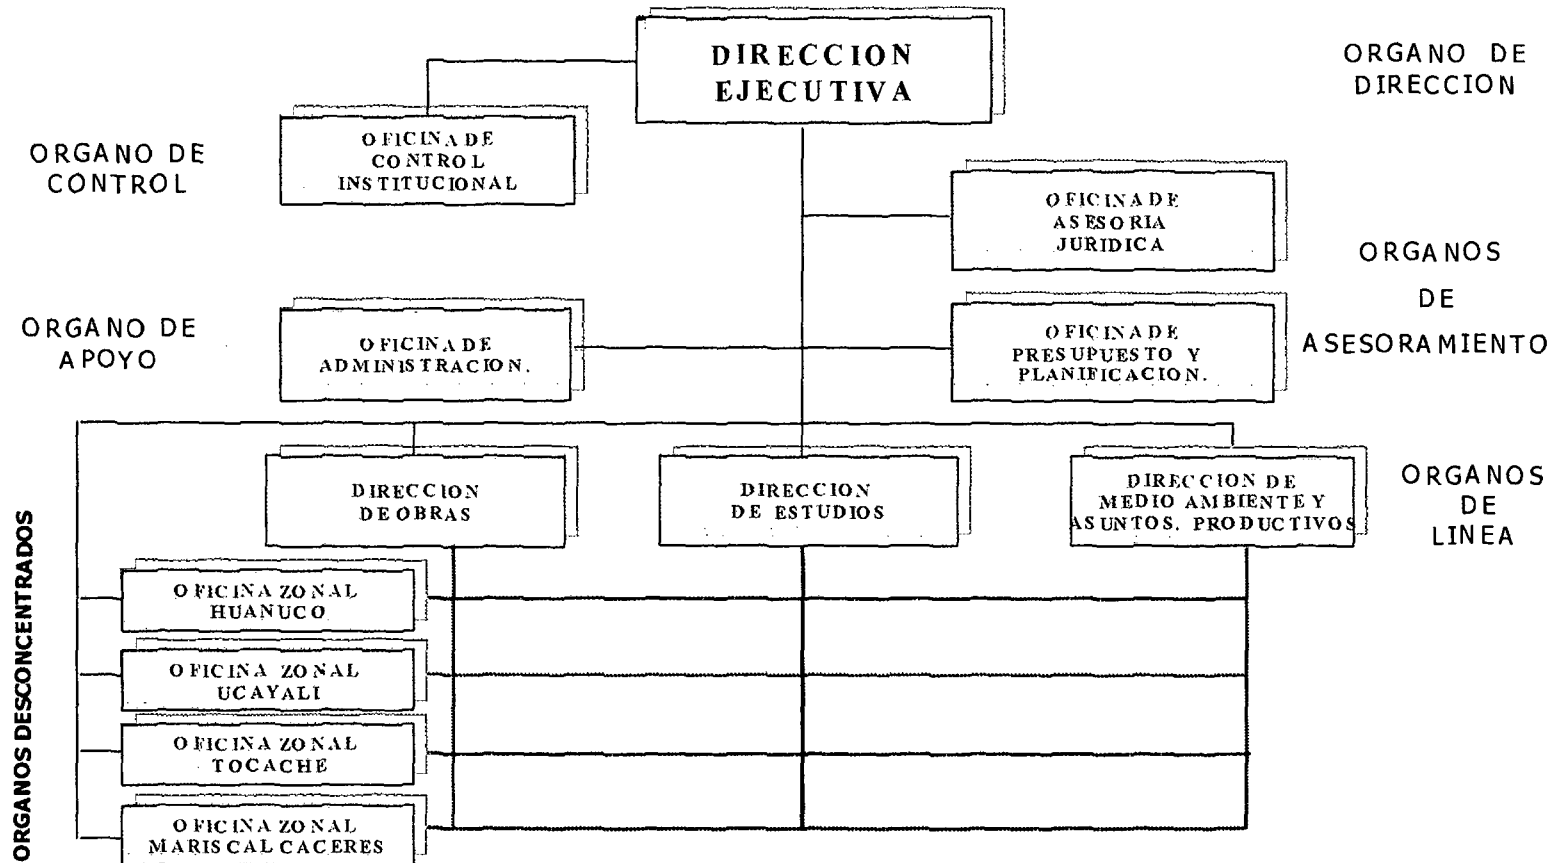 DIRECCION
EJECUTIVA
ORGANO DE
DIRECCION
ORGANO DE
CONTROL
OFICINA DE
CONTROL
INSTITUCIONAL
OFICINA DE
ASESORIA
JURIDICA
ORGANOS
DE
ASESORAMIENTO
ORGANO DE
APOYO
OFICINA DE
ADMINISTRACION.
OFICINA DE
PRESUPUESTO Y
PLANIFICACION.
DIRECCION
DE OBRAS
DIRECCION
DE ESTUDIOS
DIRECCION DE
MEDIO AMBIENTE Y
ASUNTOS. PRODUCTIVOS
ORGANOS
DE
LINEA
ORGANOS DESCONCENTRADOS
OFICINA ZONAL
HUANUCO
OFICINA ZONAL
UCAYALI
OFICINA ZONAL
TOCACHE
OFICINA ZONAL
MARISCAL CACERES